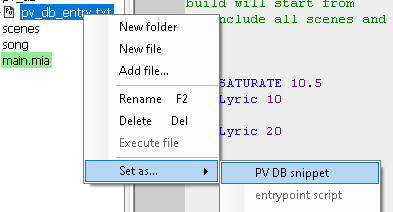 pv_db_entry.txt
scenes
song
main.mia
New folder
New file
Add file...
Rename F2
Delete Del
Execute file
Set as...
PV DB snippet
entrypoint script
build will start from
include all scenes and
SATURATE 10.5
Lyric 10
Lyric 20